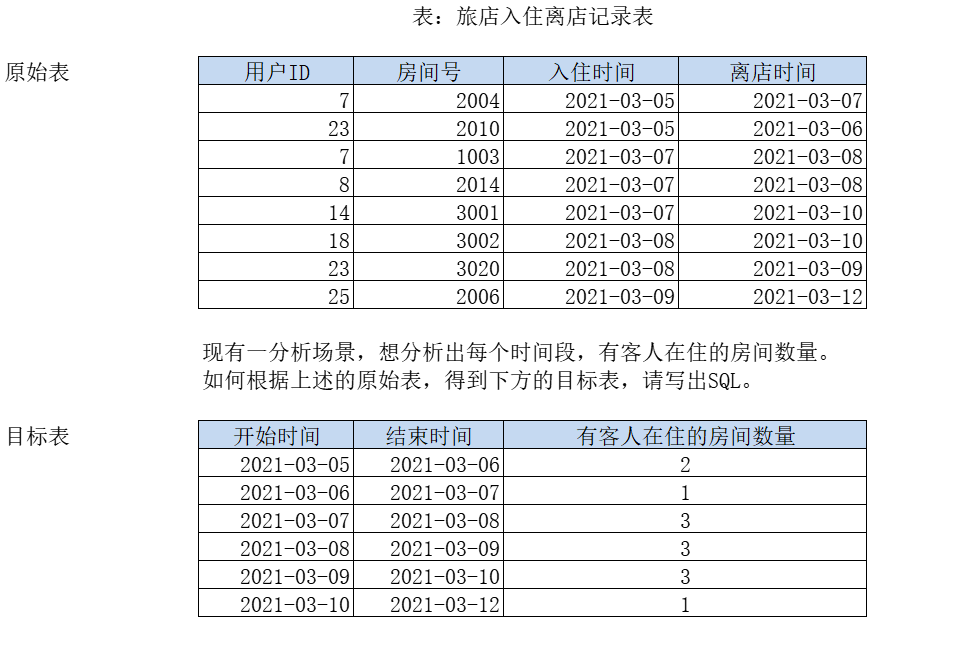 表：旅店入住离店记录表
原始表
用户ID 房间号 入住时间 离店时间
7 2004 2021-03-05 2021-03-07
23 2010 2021-03-05 2021-03-06
7 1003 2021-03-07 2021-03-08
8 2014 2021-03-07 2021-03-08
14 3001 2021-03-07 2021-03-10
18 3002 2021-03-08 2021-03-10
23 3020 2021-03-08 2021-03-09
25 2006 2021-03-09 2021-03-12
现有一分析场景，想分析出每个时间段，有客人在住的房间数量。
如何根据上述的原始表，得到下方的目标表，请写出SQL。
目标表
开始时间 结束时间 有客人在住的房间数量
2021-03-05 2021-03-06 2
2021-03-06 2021-03-07 1
2021-03-07 2021-03-08 3
2021-03-08 2021-03-09 3
2021-03-09 2021-03-10 3
2021-03-10 2021-03-12 1